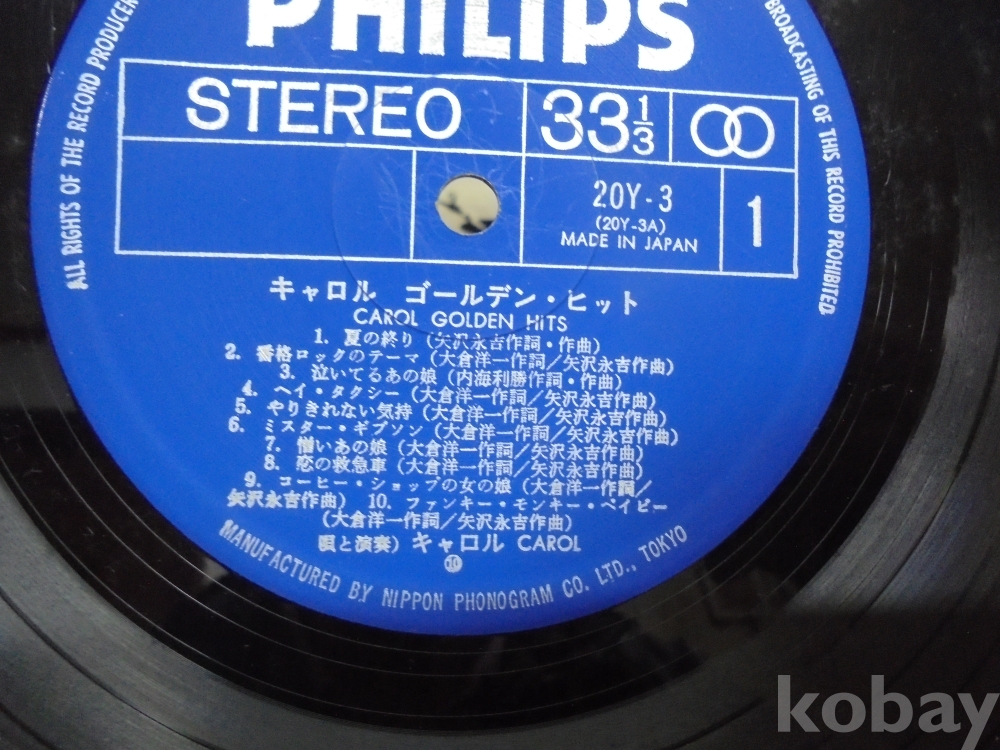 PHILIPS
ALL RIGHTS OF THE RECORD PRODUCER
BROADCASTING OF THIS RECORD PROHIBITED
STEREO
33 1/3
20Y-3
(20Y-3A)
MADE IN JAPAN
1
キャロル ゴールデン・ヒット
CAROL GOLDEN HiTS
1. 夏の終り (矢沢永吉作詞・作曲)
2. 番格ロックのテーマ (大倉洋一作詞/矢沢永吉作曲)
3. 泣いてるあの娘 (内海利勝作詞・作曲)
4. ヘイ・タクシー (大倉洋一作詞/矢沢永吉作曲)
5. やりきれない気持 (大倉洋一作詞/矢沢永吉作曲)
6. ミスター・ギブソン (大倉洋一作詞/矢沢永吉作曲)
7. 憎いあの娘 (大倉洋一作詞/矢沢永吉作曲)
8. 恋の救急車 (大倉洋一作詞/矢沢永吉作曲)
9. コーヒー・ショップの女の娘 (大倉洋一作詞/
矢沢永吉作曲) 10. ファンキー・モンキー・ベイビー
(大倉洋一作詞/矢沢永吉作曲)
唄と演奏) キャロル CAROL
10
MANUFACTURED BY NIPPON PHONOGRAM CO. LTD., TOKYO
kobay